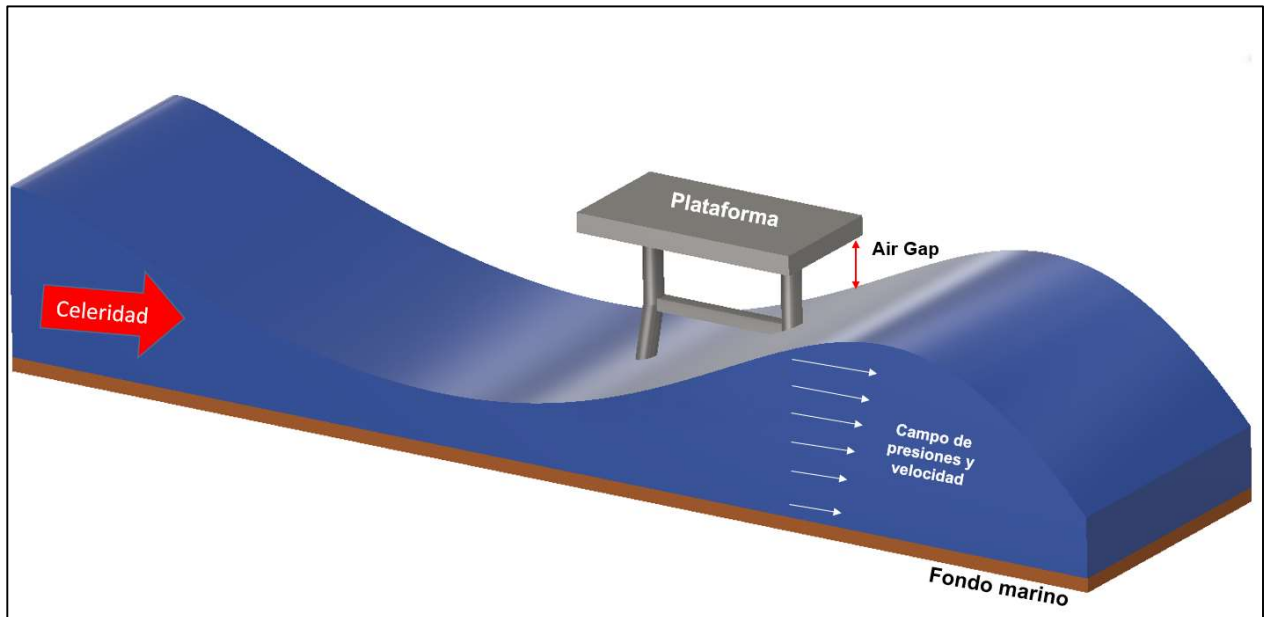 Plataforma
Air Gap
Celeridad
Campo de
presiones y
velocidad
Fondo marino